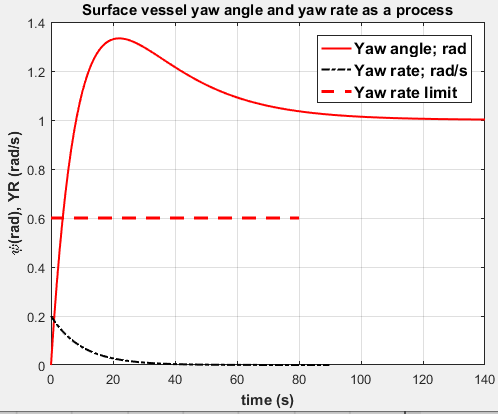 Surface vessel yaw angle and yaw rate as a process
1.4
1.2
1
0.8
0.6
0.4
0.2
0
Yaw angle; rad
Yaw rate; rad/s
Yaw rate limit
ψ̇(rad), YR (rad/s)
0 20 40 60 80 100 120 140
time (s)